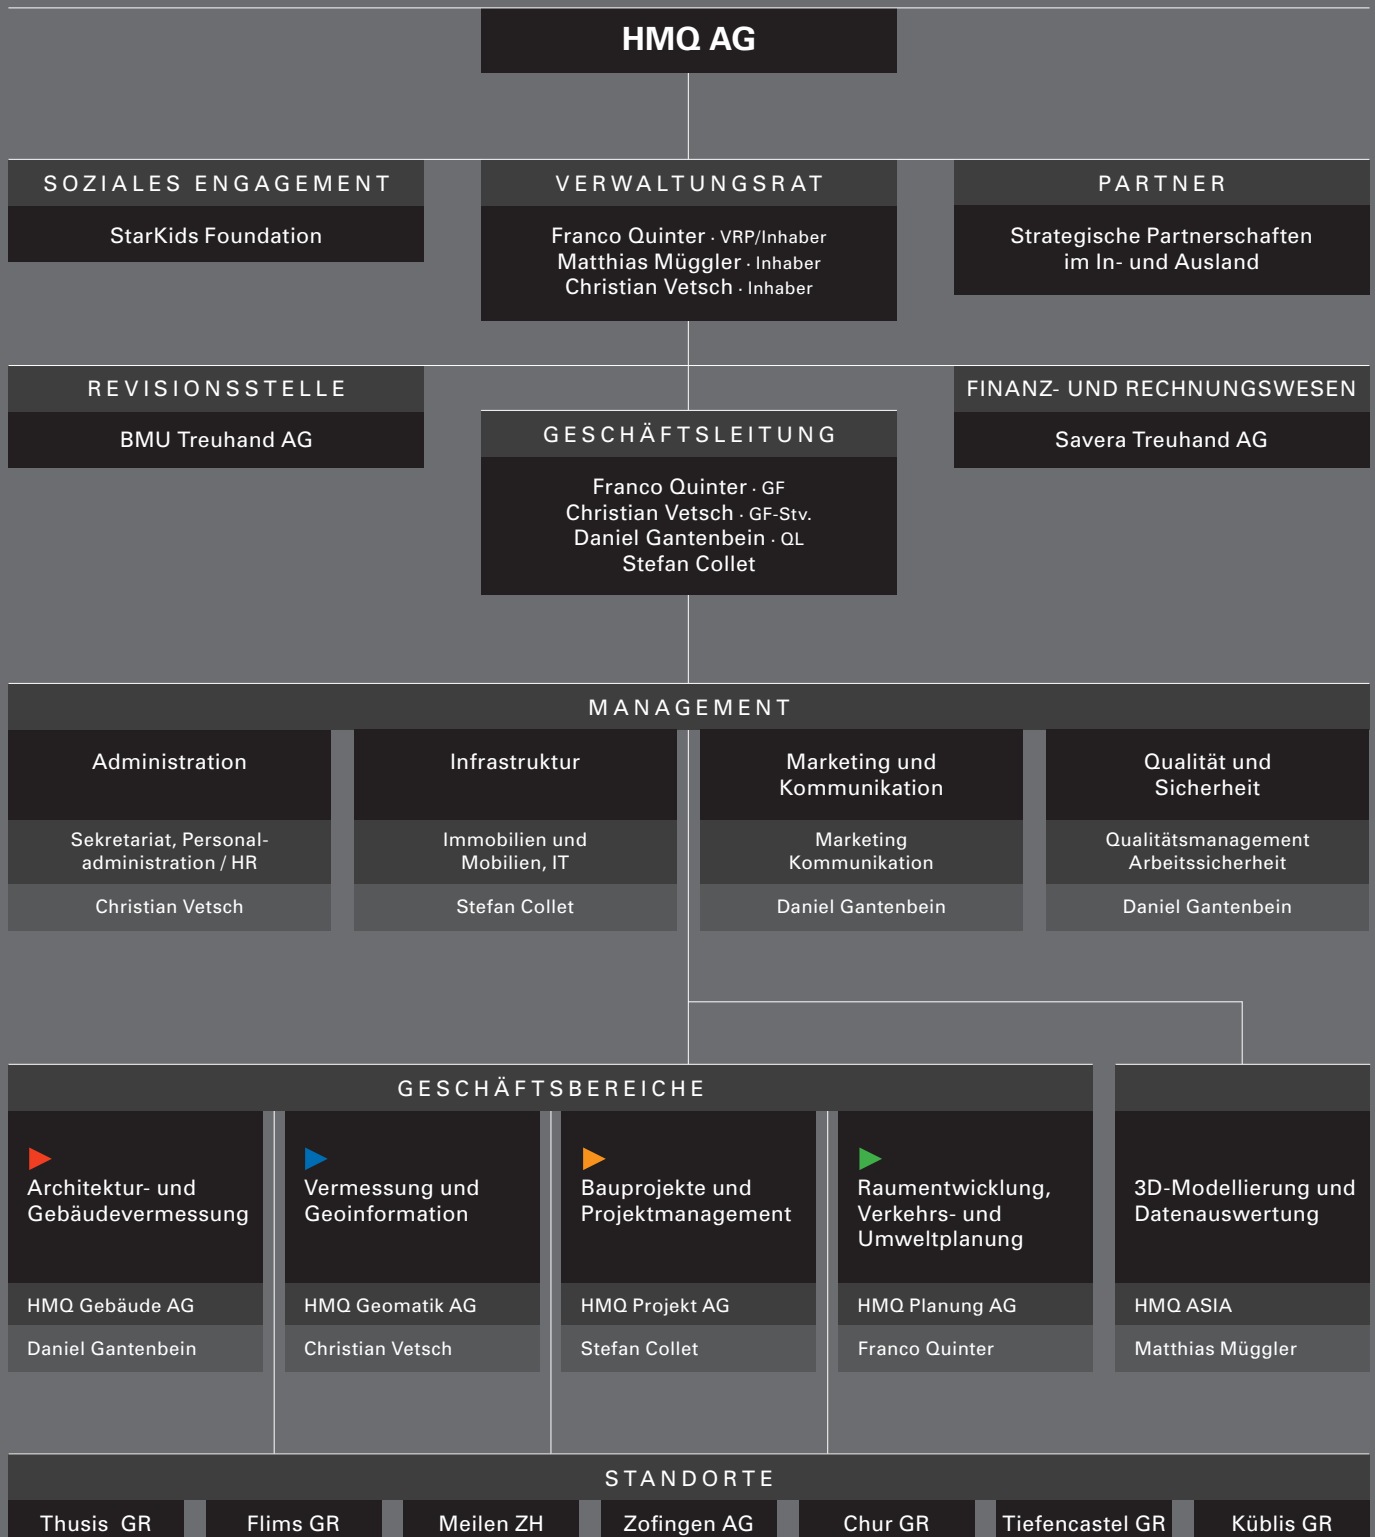 HMQ AG
SOZIALES ENGAGEMENT
StarKids Foundation
VERWALTUNGSRAT
Franco Quinter · VRP/Inhaber
Matthias Müggler · Inhaber
Christian Vetsch · Inhaber
PARTNER
Strategische Partnerschaften
im In- und Ausland
REVISIONSSTELLE
BMU Treuhand AG
GESCHÄFTSLEITUNG
Franco Quinter · GF
Christian Vetsch · GF-Stv.
Daniel Gantenbein · QL
Stefan Collet
FINANZ- UND RECHNUNGSWESEN
Savera Treuhand AG
MANAGEMENT
Administration
Sekretariat, Personal-
administration / HR
Christian Vetsch
Infrastruktur
Immobilien und
Mobilien, IT
Stefan Collet
Marketing und
Kommunikation
Marketing
Kommunikation
Daniel Gantenbein
Qualität und
Sicherheit
Qualitätsmanagement
Arbeitssicherheit
Daniel Gantenbein
GESCHÄFTSBEREICHE
Architektur- und
Gebäudevermessung
HMQ Gebäude AG
Daniel Gantenbein
Vermessung und
Geoinformation
HMQ Geomatik AG
Christian Vetsch
Bauprojekte und
Projektmanagement
HMQ Projekt AG
Stefan Collet
Raumentwicklung,
Verkehrs- und
Umweltplanung
HMQ Planung AG
Franco Quinter
3D-Modellierung und
Datenauswertung
HMQ ASIA
Matthias Müggler
STANDORTE
Thusis GR
Flims GR
Meilen ZH
Zofingen AG
Chur GR
Tiefencastel GR
Küblis GR